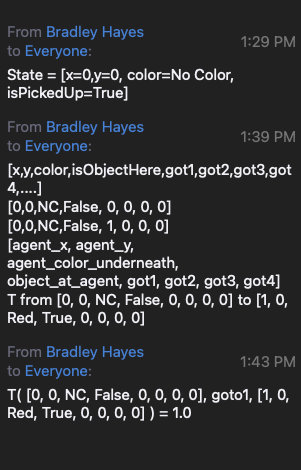 From Bradley Hayes
to Everyone:
1:29 PM
State = [x=0,y=0, color=No Color,
isPickedUp=True]
From Bradley Hayes
to Everyone:
1:39 PM
[x,y,color,isObjectHere,got1,got2,got3,got
4,....]
[0,0,NC,False, 0, 0, 0, 0]
[0,0,NC,False, 1, 0, 0, 0]
[agent_x, agent_y,
agent_color_underneath,
object_at_agent, got1, got2, got3, got4]
T from [0, 0, NC, False, 0, 0, 0, 0] to [1, 0,
Red, True, 0, 0, 0, 0]
From Bradley Hayes
to Everyone:
1:43 PM
T( [0, 0, NC, False, 0, 0, 0, 0], goto1, [1, 0,
Red, True, 0, 0, 0, 0] ) = 1.0